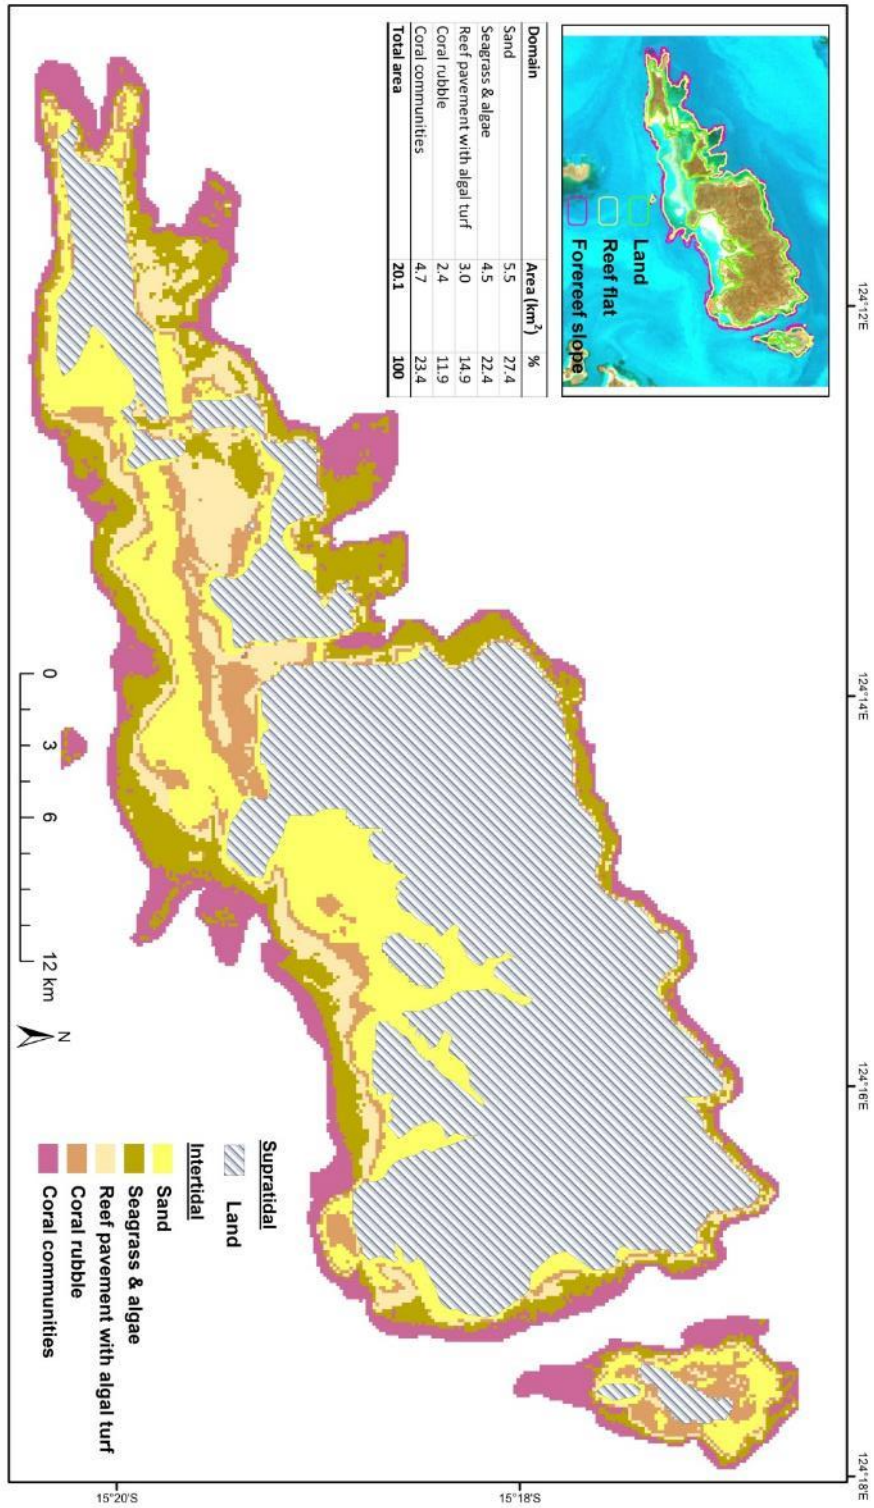 Land
Reef flat
Forereef slope
Domain Area (km²) %
Sand 5.5 27.4
Seagrass & algae 4.5 22.4
Reef pavement with algal turf 3.0 14.9
Coral rubble 2.4 11.9
Coral communities 4.7 23.4
Total area 20.1 100
124°12'E
124°14'E
124°16'E
124°18'E
15°18'S
15°20'S
0 3 6 12 km
N
Supratidal
Land
Intertidal
Sand
Seagrass & algae
Reef pavement with algal turf
Coral rubble
Coral communities